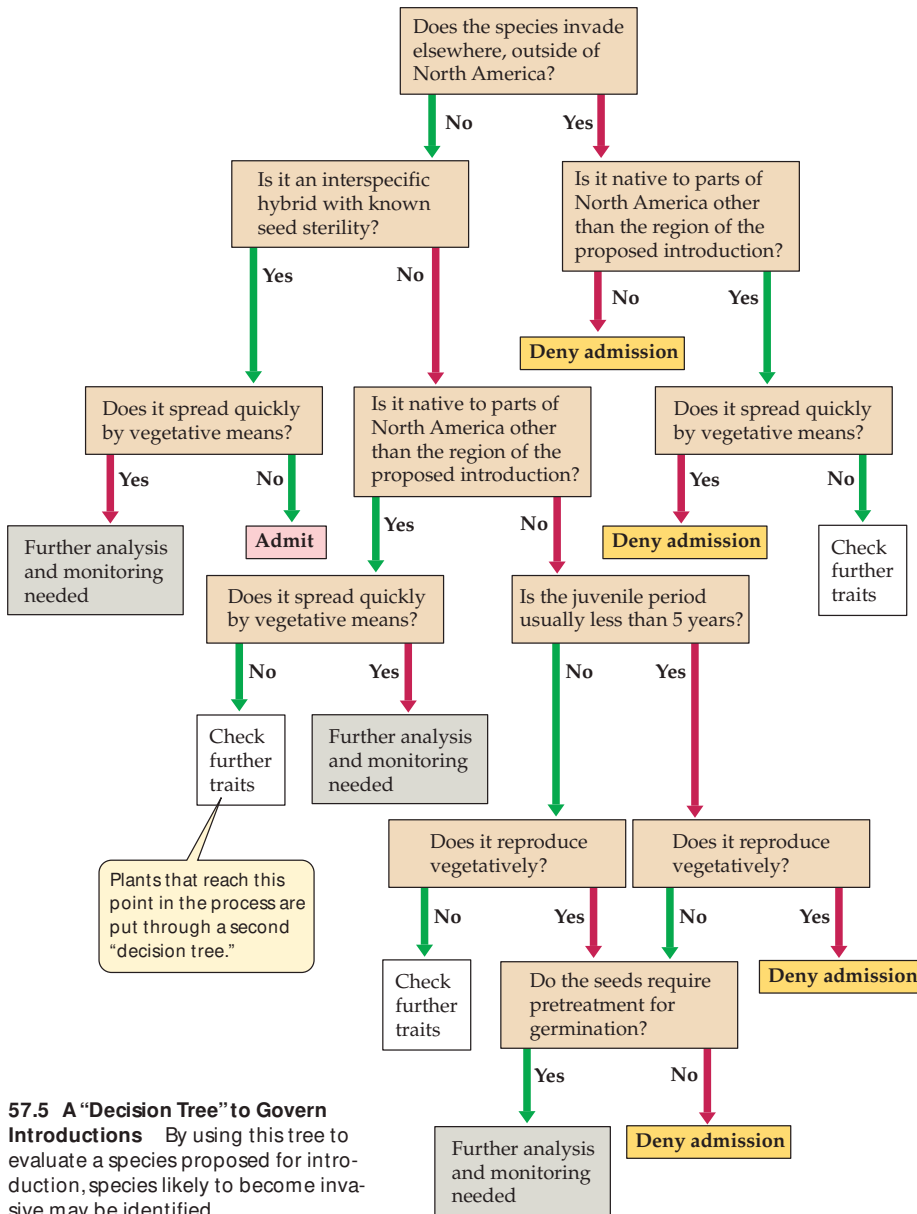 Does the species invade
elsewhere, outside of
North America?
No
Yes
Is it an interspecific
hybrid with known
seed sterility?
Is it native to parts of
North America other
than the region of the
proposed introduction?
Yes
No
No
Yes
Deny admission
Does it spread quickly
by vegetative means?
Is it native to parts of
North America other
than the region of the
proposed introduction?
Does it spread quickly
by vegetative means?
Yes
No
Yes
No
Yes
No
Further analysis
and monitoring
needed
Admit
Deny admission
Check
further
traits
Does it spread quickly
by vegetative means?
Is the juvenile period
usually less than 5 years?
No
Yes
No
Yes
Check
further
traits
Further analysis
and monitoring
needed
Does it reproduce
vegetatively?
Does it reproduce
vegetatively?
Plants that reach this
point in the process are
put through a second
“decision tree.”
No
Yes
No
Yes
Check
further
traits
Do the seeds require
pretreatment for
germination?
Deny admission
Yes
No
Further analysis
and monitoring
needed
Deny admission
57.5 A “Decision Tree” to Govern
Introductions By using this tree to
evaluate a species proposed for intro-
duction, species likely to become inva-
sive may be identified